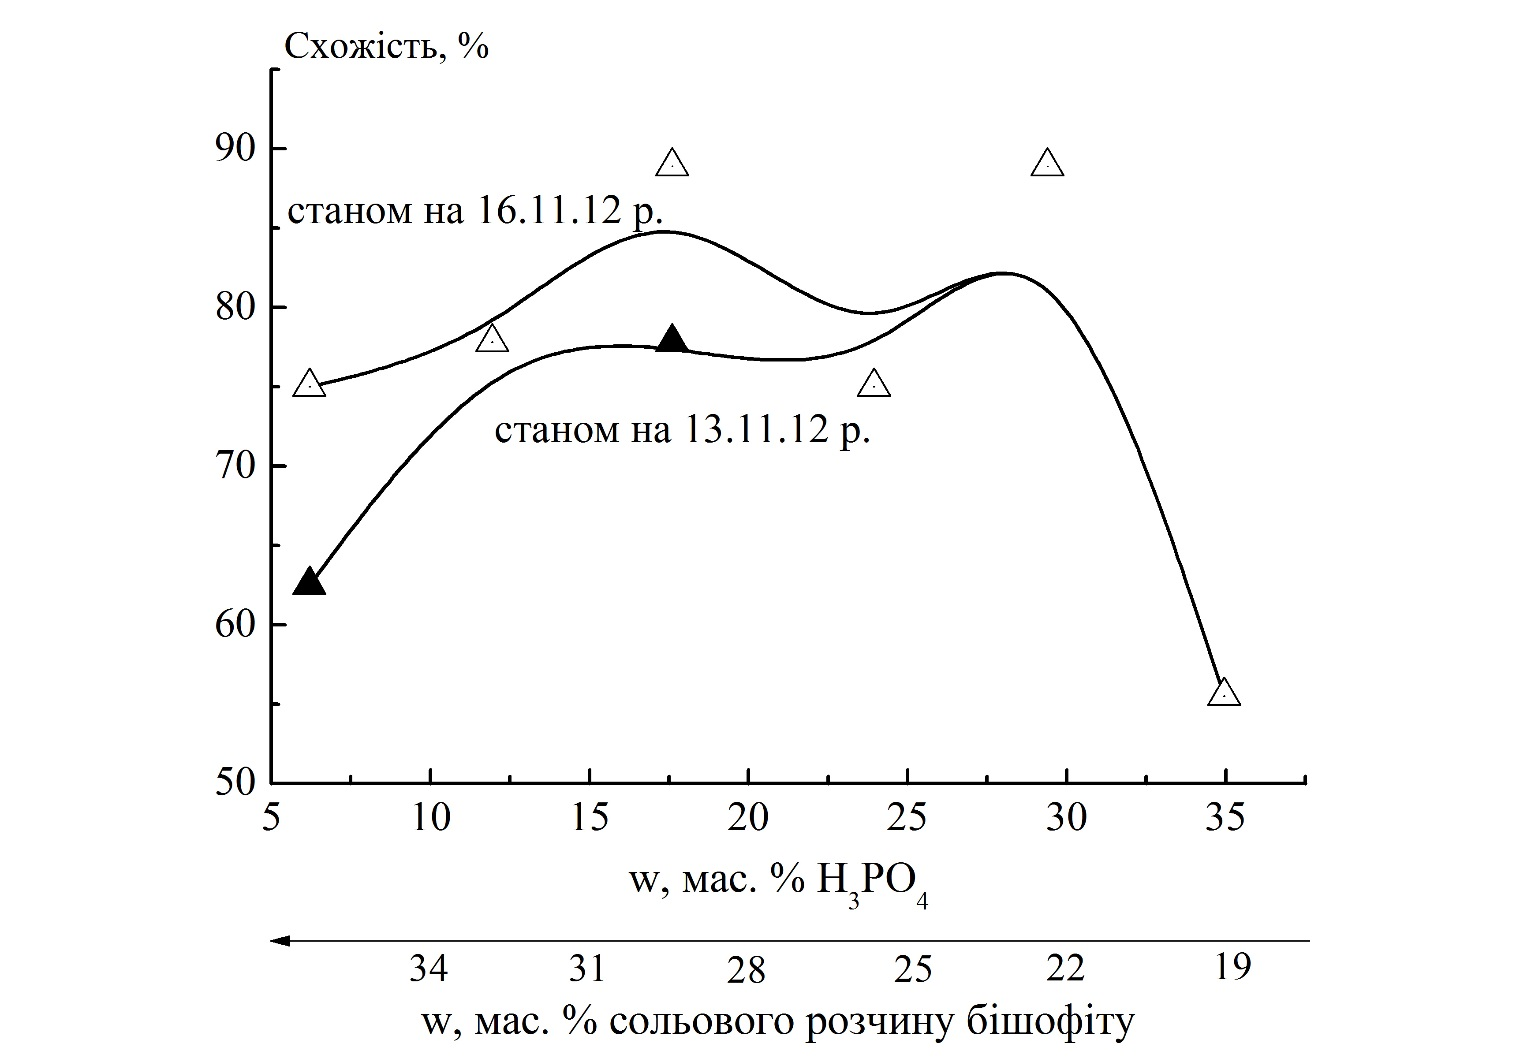 Схожість, %
90
станом на 16.11.12 р.
80
станом на 13.11.12 р.
70
60
50
5 10 15 20 25 30 35
w, мас. % H₃PO₄
34 31 28 25 22 19
w, мас. % сольового розчину бішофіту